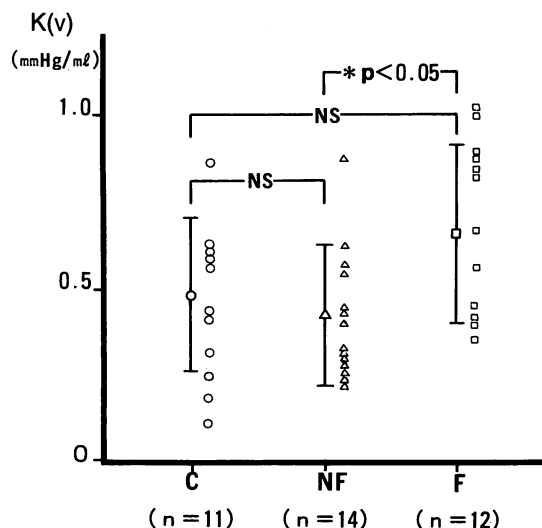 K(v)
(mmHg/mℓ)
* p<0.05
1.0
NS
NS
0.5
0
C NF F
(n=11) (n=14) (n=12)